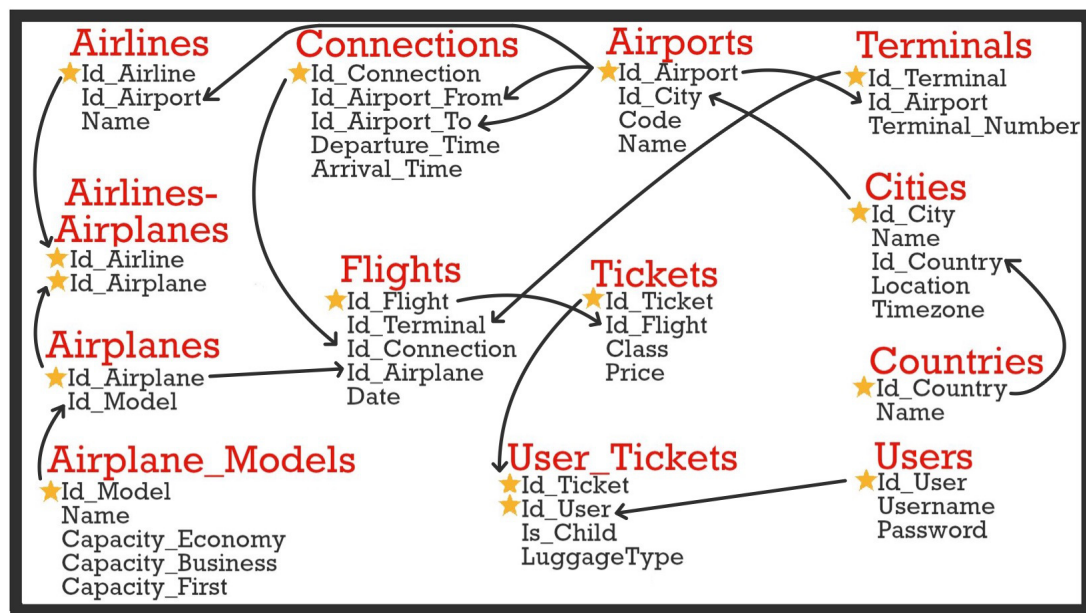 Airlines
Id_Airline
Id_Airport
Name
Connections
Id_Connection
Id_Airport_From
Id_Airport_To
Departure_Time
Arrival_Time
Airports
Id_Airport
Id_City
Code
Name
Terminals
Id_Terminal
Id_Airport
Terminal_Number
Airlines-
Airplanes
Id_Airline
Id_Airplane
Cities
Id_City
Name
Id_Country
Location
Timezone
Flights
Id_Flight
Id_Terminal
Id_Connection
Id_Airplane
Date
Tickets
Id_Ticket
Id_Flight
Class
Price
Airplanes
Id_Airplane
Id_Model
Countries
Id_Country
Name
Airplane_Models
Id_Model
Name
Capacity_Economy
Capacity_Business
Capacity_First
User_Tickets
Id_Ticket
Id_User
Is_Child
LuggageType
Users
Id_User
Username
Password